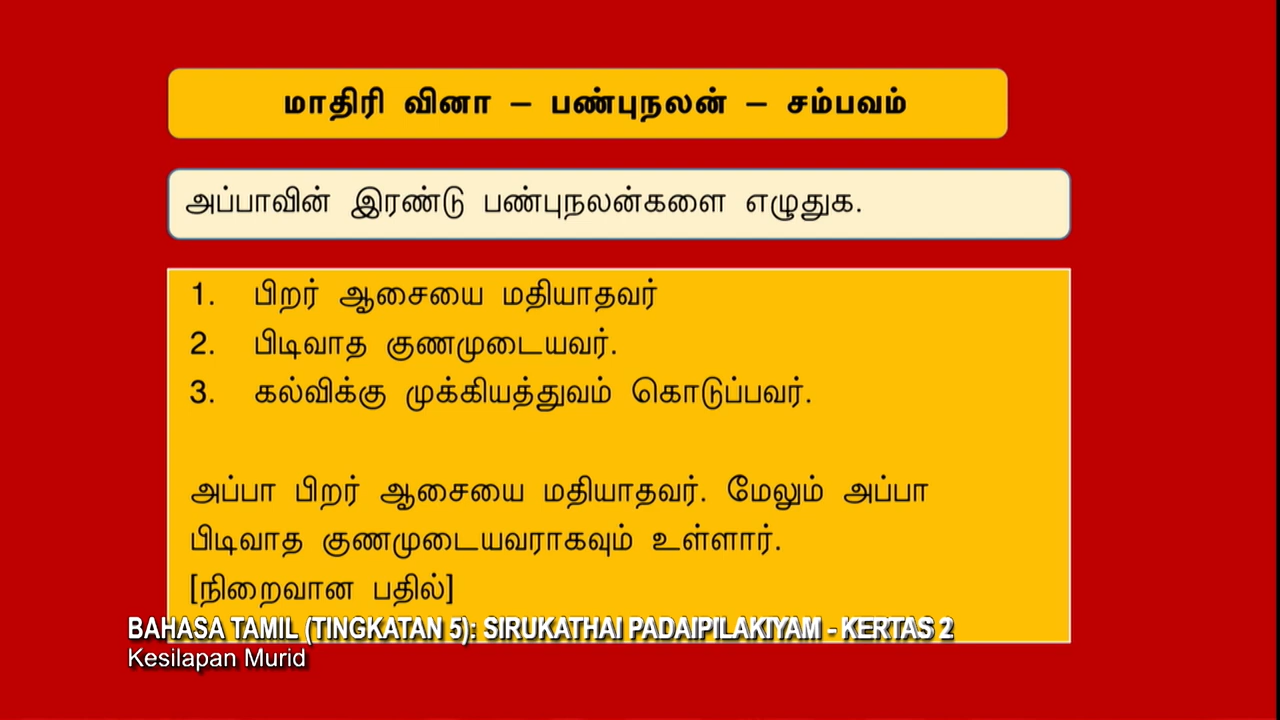 மாதிரி வினா – பண்புநலன் – சம்பவம்
அப்பாவின் இரண்டு பண்புநலன்களை எழுதுக.
1. பிறர் ஆசையை மதியாதவர்
2. பிடிவாத குணமுடையவர்.
3. கல்விக்கு முக்கியத்துவம் கொடுப்பவர்.
அப்பா பிறர் ஆசையை மதியாதவர். மேலும் அப்பா
பிடிவாத குணமுடையவராகவும் உள்ளார்.
[நிறைவான பதில்]
BAHASA TAMIL (TINGKATAN 5): SIRUKATHAI PADAIPILAKIYAM - KERTAS 2
Kesilapan Murid